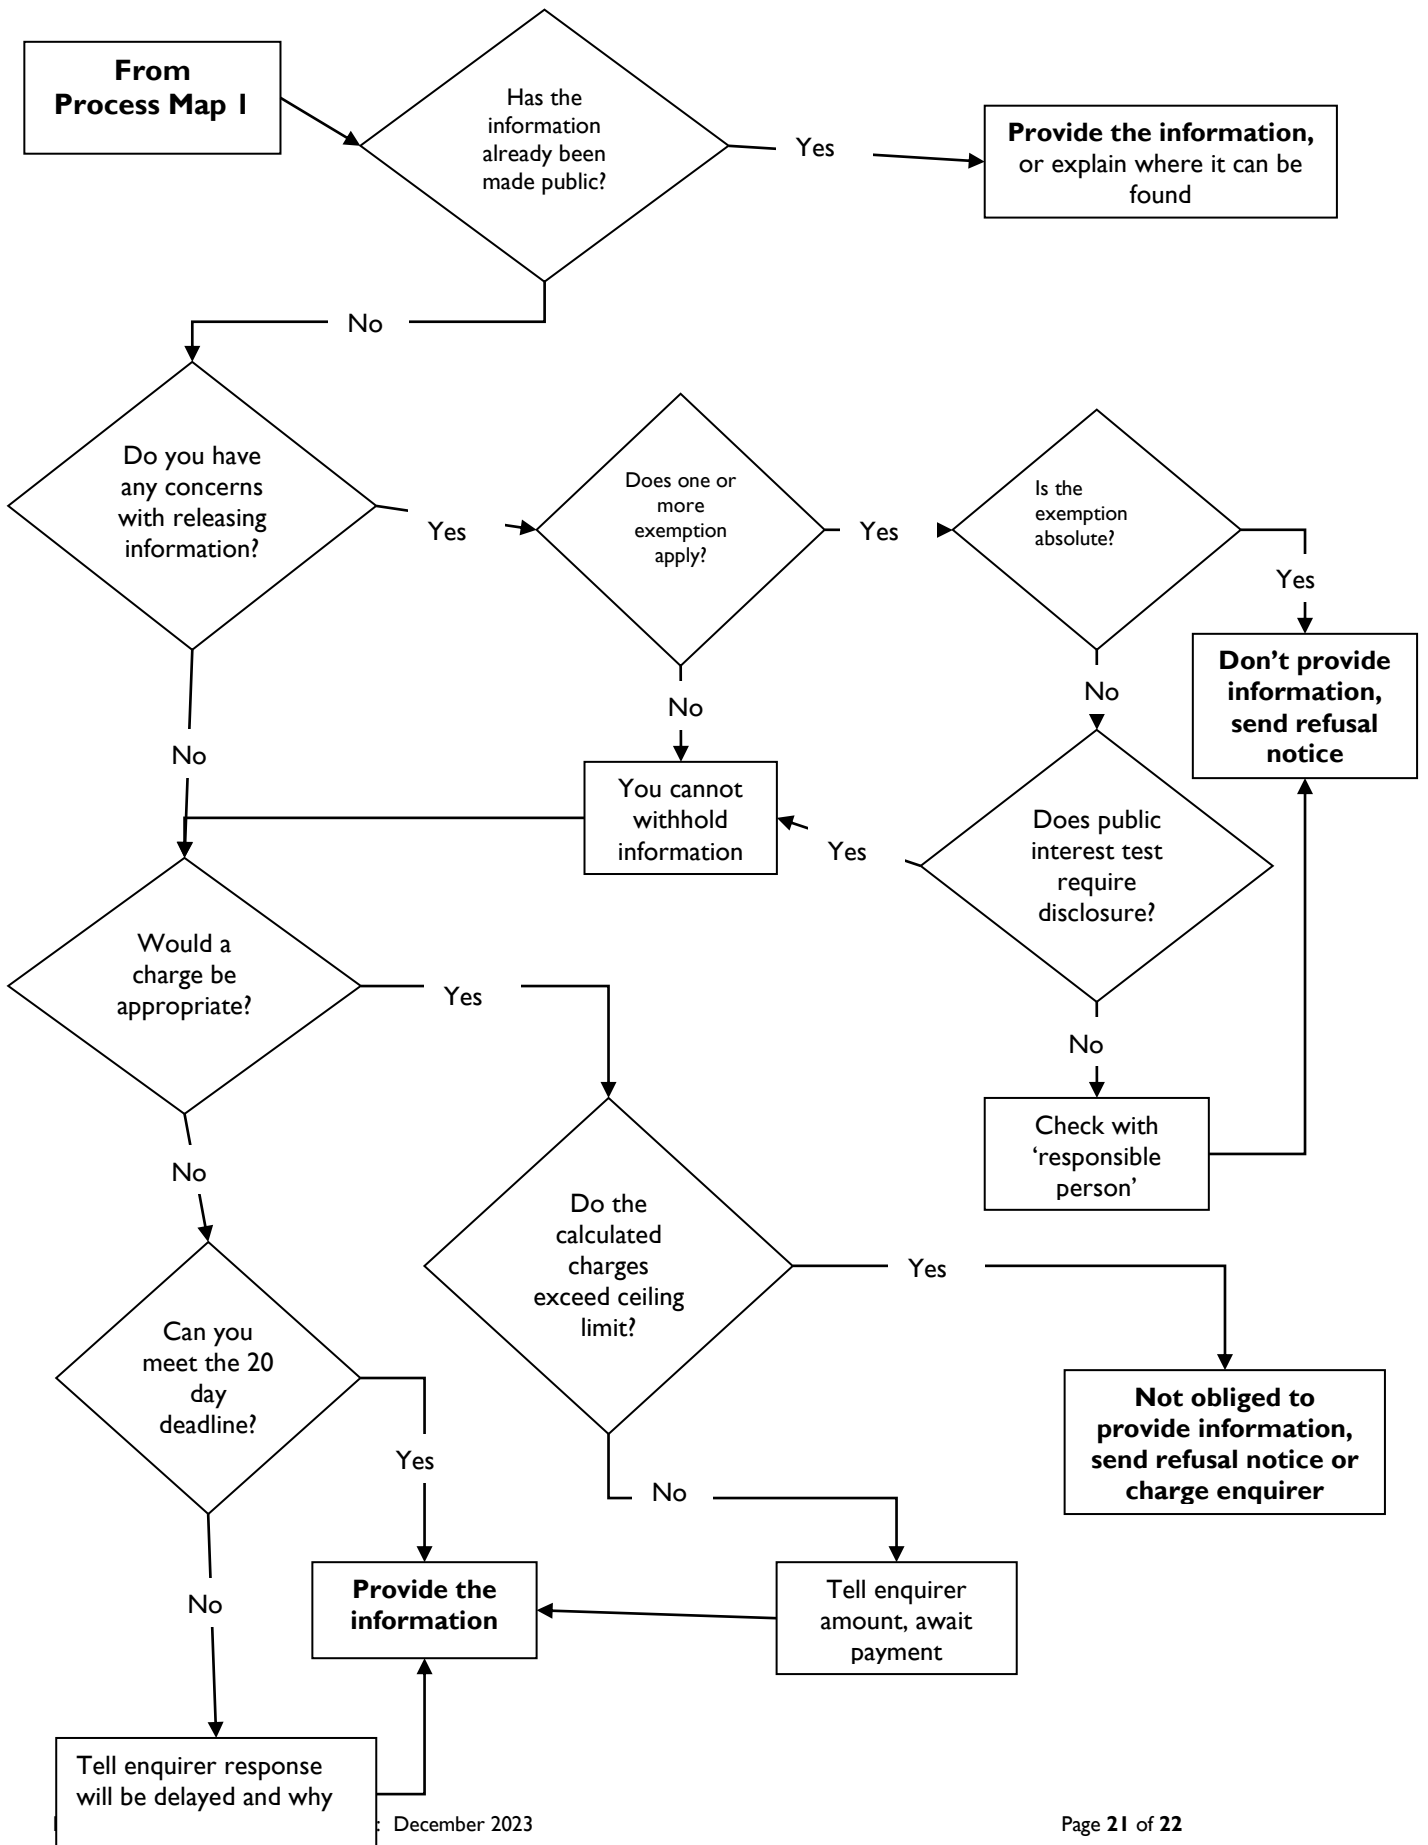 From
Process Map 1
Has the
information
already been
made public?
Yes
Provide the information,
or explain where it can be
found
No
Do you have
any concerns
with releasing
information?
Yes
Does one or
more
exemption
apply?
Yes
Is the
exemption
absolute?
Yes
Don’t provide
information,
send refusal
notice
No
No
No
You cannot
withhold
information
Yes
Does public
interest test
require
disclosure?
Would a
charge be
appropriate?
Yes
No
Check with
‘responsible
person’
No
Do the
calculated
charges
exceed ceiling
limit?
Yes
Can you
meet the 20
day
deadline?
Not obliged to
provide information,
send refusal notice or
charge enquirer
Yes
No
No
Provide the
information
Tell enquirer
amount, await
payment
Tell enquirer response
will be delayed and why
: December 2023
Page 21 of 22